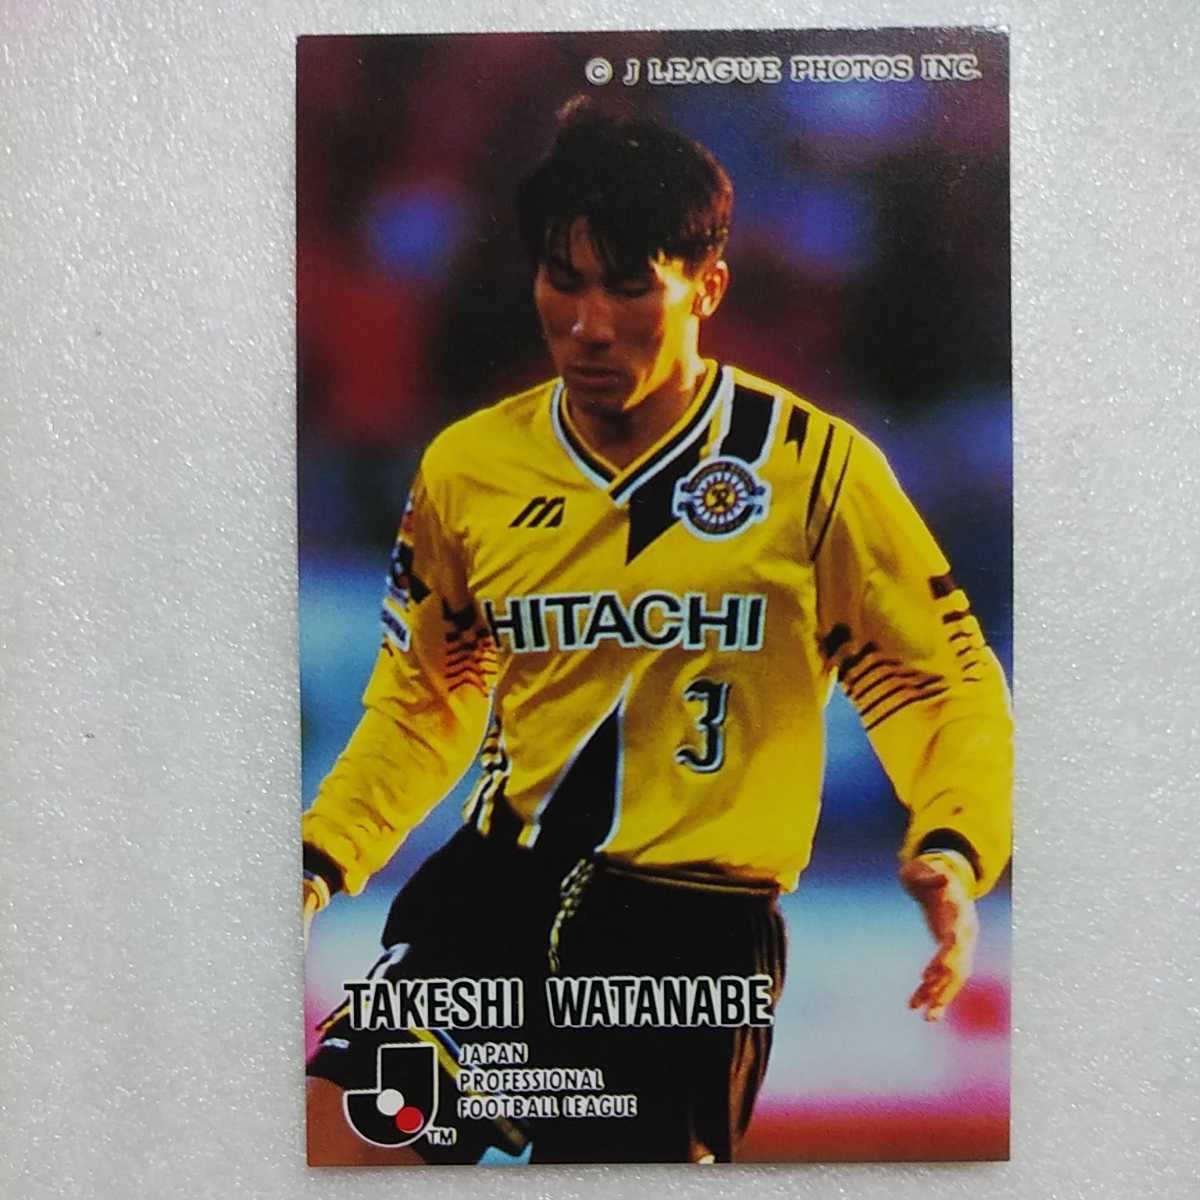 © J LEAGUE PHOTOS INC.
HITACHI
3
TAKESHI WATANABE
JAPAN
PROFESSIONAL
FOOTBALL LEAGUE
TM